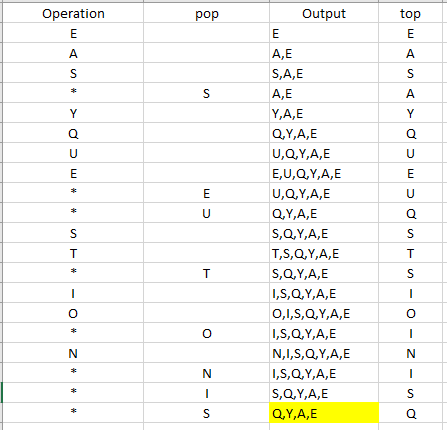 Operation pop Output top
E E E
A A,E A
S S,A,E S
* S A,E A
Y Y,A,E Y
Q Q,Y,A,E Q
U U,Q,Y,A,E U
E E,U,Q,Y,A,E E
* E U,Q,Y,A,E U
* U Q,Y,A,E Q
S S,Q,Y,A,E S
T T,S,Q,Y,A,E T
* T S,Q,Y,A,E S
I I,S,Q,Y,A,E I
O O,I,S,Q,Y,A,E O
* O I,S,Q,Y,A,E I
N N,I,S,Q,Y,A,E N
* N I,S,Q,Y,A,E I
* I S,Q,Y,A,E S
* S Q,Y,A,E Q